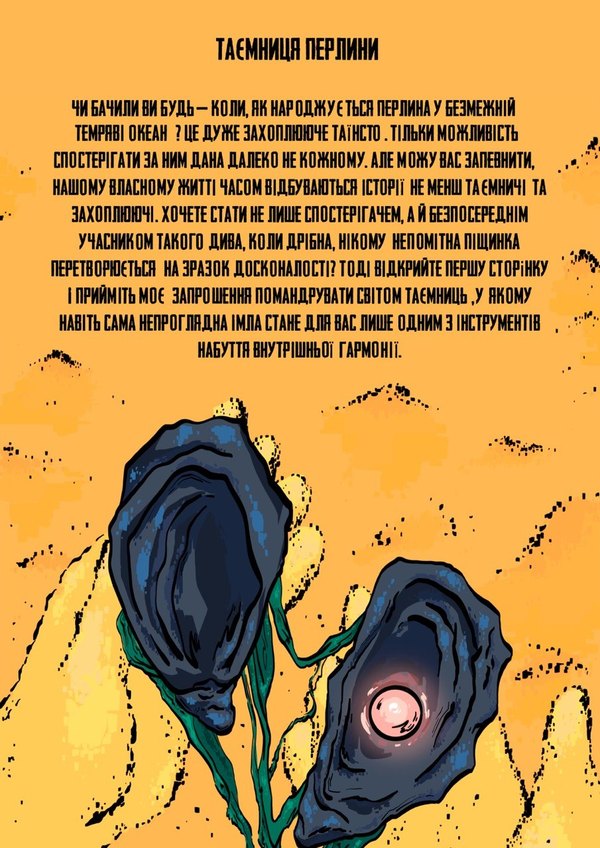 ТАЄМНИЦЯ ПЕРЛИНИ
ЧИ БАЧИЛИ ВИ БУДЬ – КОЛИ, ЯК НАРОДЖУЄТЬСЯ ПЕРЛИНА У БЕЗМЕЖНІЙ
ТЕМРЯВІ ОКЕАН ? ЦЕ ДУЖЕ ЗАХОПЛЮЮЧЕ ТАЇНСТО . ТІЛЬКИ МОЖЛИВІСТЬ
СПОСТЕРІГАТИ ЗА НИМ ДАНА ДАЛЕКО НЕ КОЖНОМУ. АЛЕ МОЖУ ВАС ЗАПЕВНИТИ,
НАШОМУ ВЛАСНОМУ ЖИТТІ ЧАСОМ ВІДБУВАЮТЬСЯ ІСТОРІЇ НЕ МЕНШ ТАЄМНИЧІ ТА
ЗАХОПЛЮЮЧІ. ХОЧЕТЕ СТАТИ НЕ ЛИШЕ СПОСТЕРІГАЧЕМ, А Й БЕЗПОСЕРЕДНІМ
УЧАСНИКОМ ТАКОГО ДИВА, КОЛИ ДРІБНА, НІКОМУ НЕПОМІТНА ПІЩИНКА
ПЕРЕТВОРЮЄТЬСЯ НА ЗРАЗОК ДОСКОНАЛОСТІ? ТОДІ ВІДКРИЙТЕ ПЕРШУ СТОРІНКУ
І ПРИЙМІТЬ МОЄ ЗАПРОШЕННЯ ПОМАНДРУВАТИ СВІТОМ ТАЄМНИЦЬ ,У ЯКОМУ
НАВІТЬ САМА НЕПРОГЛЯДНА ІМЛА СТАНЕ ДЛЯ ВАС ЛИШЕ ОДНИМ З ІНСТРУМЕНТІВ
НАБУТТЯ ВНУТРІШНЬОЇ ГАРМОНІЇ.